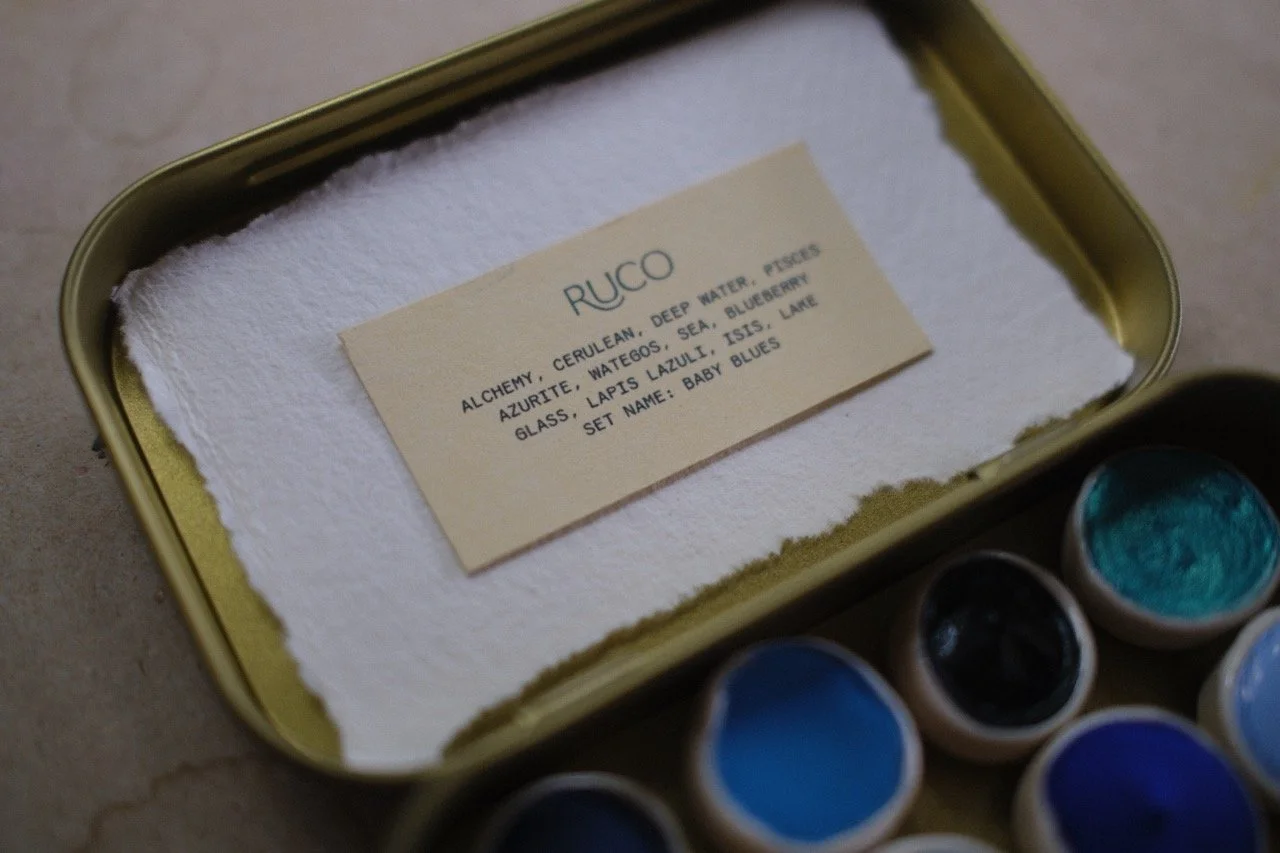 RUCO
ALCHEMY, CERULEAN, DEEP WATER, PISCES
AZURITE, WATEGOS, SEA, BLUEBERRY
GLASS, LAPIS LAZULI, ISIS, LAKE
SET NAME: BABY BLUES